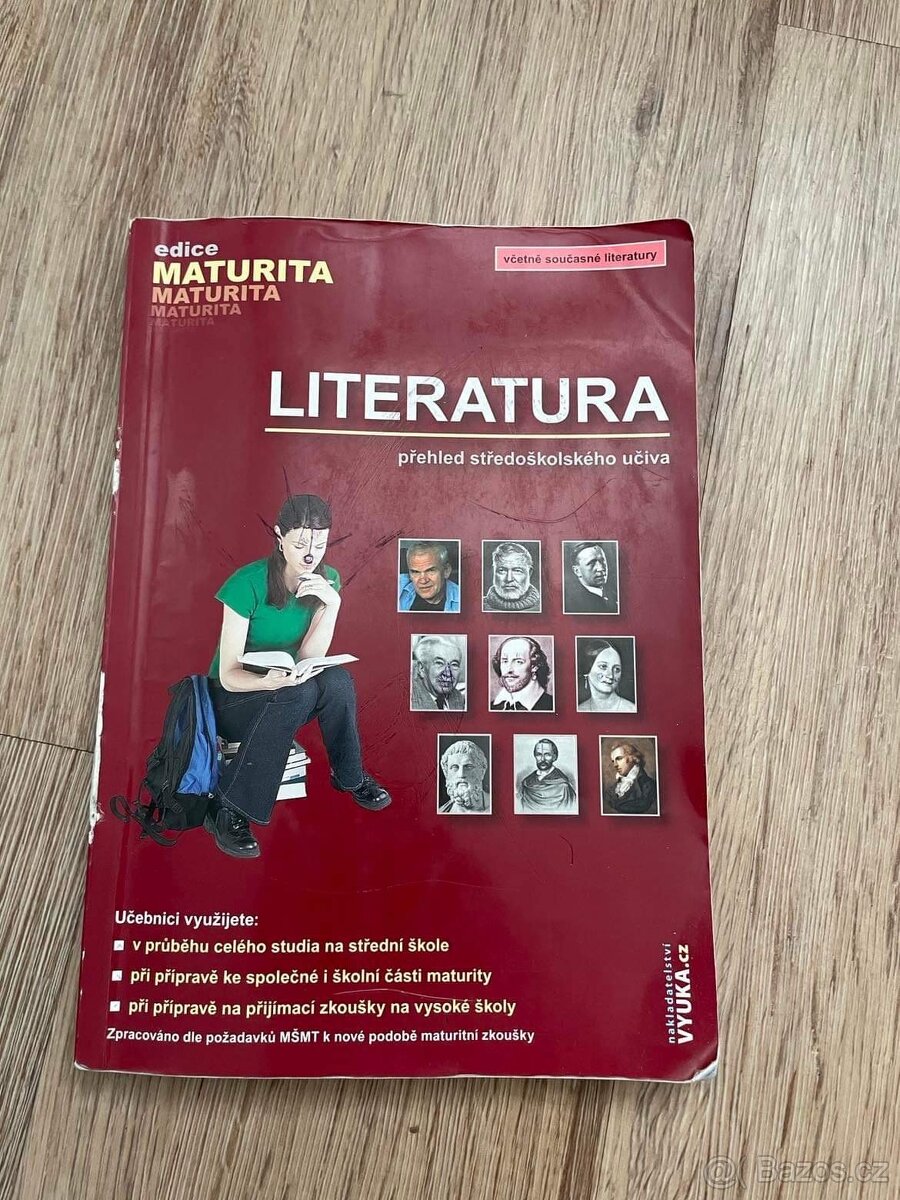 edice
MATURITA
MATURITA
MATURITA
MATURITA
včetně současné literatury
LITERATURA
přehled středoškolského učiva
Učebnici využijete:
v průběhu celého studia na střední škole
při přípravě ke společné i školní části maturity
při přípravě na přijímací zkoušky na vysoké školy
Zpracováno dle požadavků MŠMT k nové podobě maturitní zkoušky
nakladatelství
VYUKA.cz
@ Bazos.cz